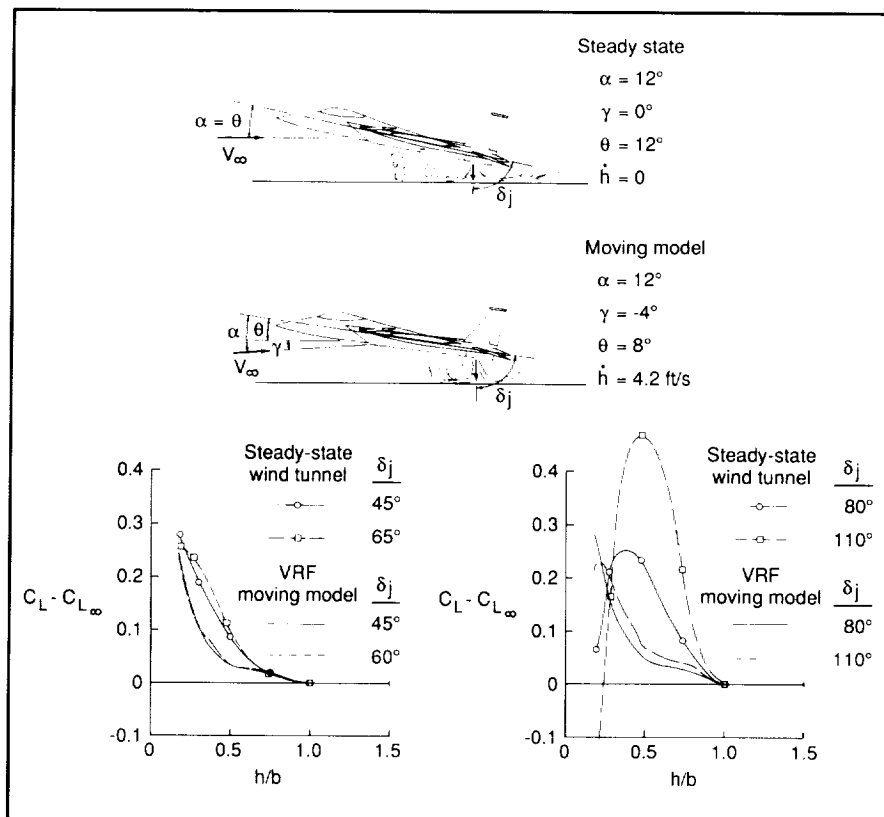 Steady state
α = 12°
γ = 0°
θ = 12°
ḣ = 0
α = θ
V∞
δj
Moving model
α = 12°
γ = -4°
θ = 8°
ḣ = 4.2 ft/s
α θ γ
V∞
δj
Steady-state
wind tunnel δj
45°
65°
VRF
moving model δj
45°
60°
0.4
0.3
0.2
0.1
0
-0.1
CL - CL∞
0 0.5 1.0 1.5
h/b
Steady-state
wind tunnel δj
80°
110°
VRF
moving model δj
80°
110°
0.4
0.3
0.2
0.1
0
-0.1
CL - CL∞
0 0.5 1.0 1.5
h/b